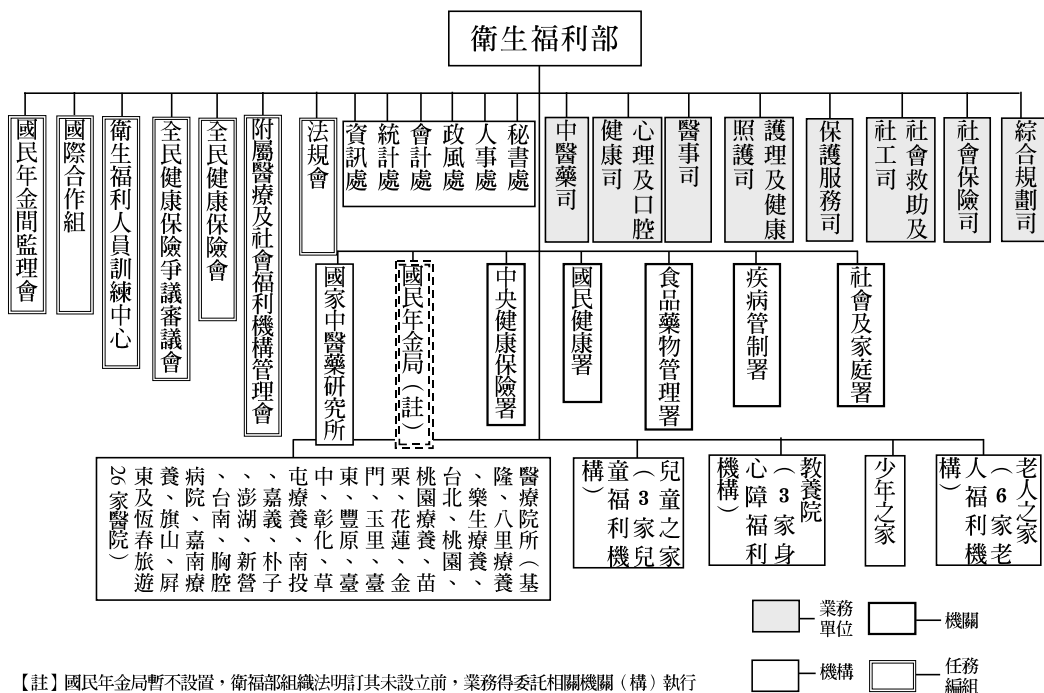 衛生福利部
綜合規劃司
社會保險司
社會救助及
社工司
保護服務司
護理及健康
照護司
醫事司
心理及口腔
健康司
中醫藥司
秘書處
人事處
政風處
會計處
統計處
資訊處
法規會
附屬醫療及社會福利機構管理會
全民健康保險會
全民健康保險爭議審議會
衛生福利人員訓練中心
國際合作組
國民年金間監理會
社會及家庭署
疾病管制署
食品藥物管理署
國民健康署
中央健康保險署
國民年金局（註）
國家中醫藥研究所
老人之家
（6家老
人福利機
構）
少年之家
教養院
（3家身
心障福利
機構）
兒童之家
（3家兒
童福利機
構）
醫療院所（基
隆、八里療養
、樂生療養、
台北、桃園、
桃園療養、苗
栗、花蓮、金
門、玉里、臺
東、豐原、臺
中、彰化、草
屯療養、南投
、嘉義、朴子
、澎湖、新營
、台南、胸腔
病院、嘉南療
養、旗山、屏
東及恆春旅遊
26家醫院）
業務
單位
機關
機構
任務
編組
【註】國民年金局暫不設置，衛福部組織法明訂其未設立前，業務得委託相關機關（構）執行